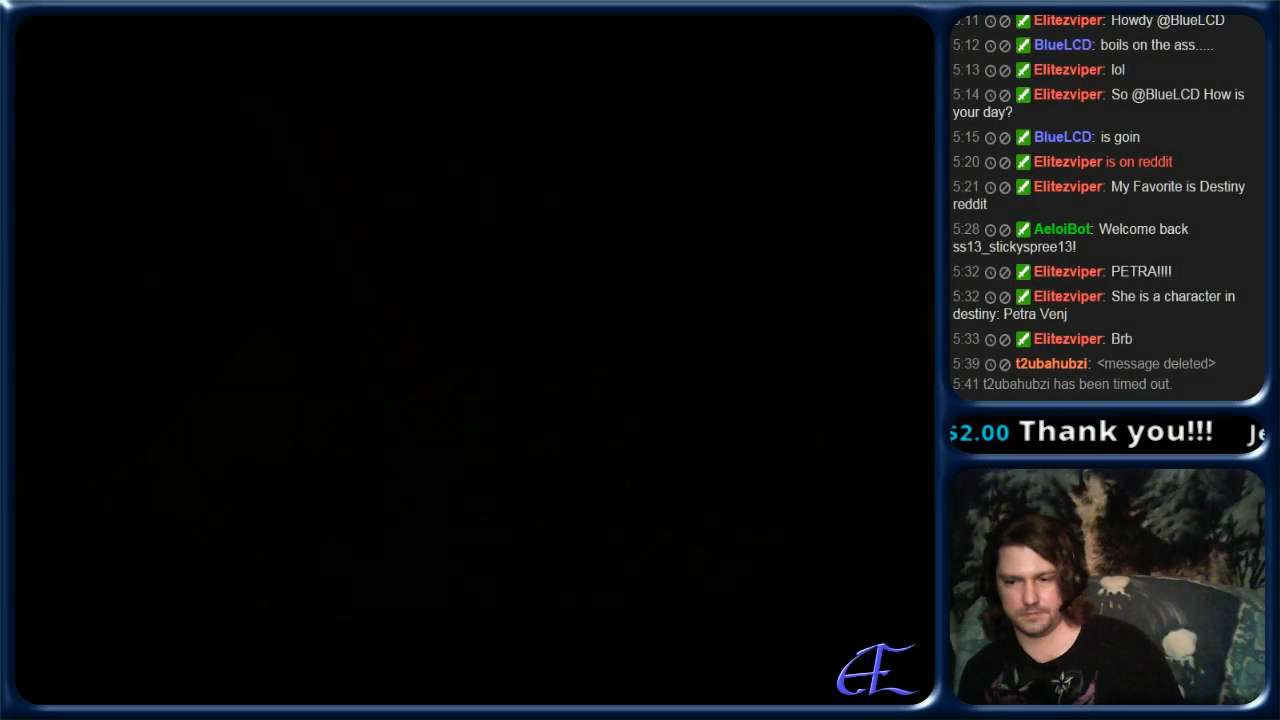 5:11 Elitezviper: Howdy @BlueLCD
5:12 BlueLCD: boils on the ass.....
5:13 Elitezviper: lol
5:14 Elitezviper: So @BlueLCD How is
your day?
5:15 BlueLCD: is goin
5:20 Elitezviper is on reddit
5:21 Elitezviper: My Favorite is Destiny
reddit
5:28 AeloiBot: Welcome back
ss13_stickyspree13!
5:32 Elitezviper: PETRA!!!!
5:32 Elitezviper: She is a character in
destiny: Petra Venj
5:33 Elitezviper: Brb
5:39 t2ubahubzi: <message deleted>
5:41 t2ubahubzi has been timed out.
$2.00 Thank you!!! Je
Æ